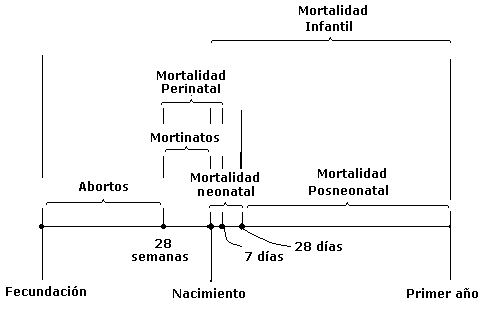 Mortalidad
Infantil
Mortalidad
Perinatal
Mortinatos
Abortos
Mortalidad
neonatal
Mortalidad
Posneonatal
28
semanas
7 días
28 días
Fecundación
Nacimiento
Primer año